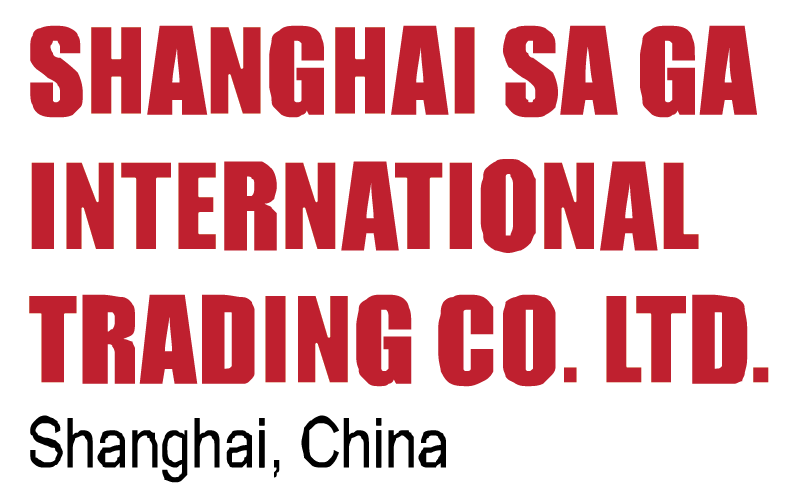 SHANGHAI SA GA
INTERNATIONAL
TRADING CO. LTD.
Shanghai, China